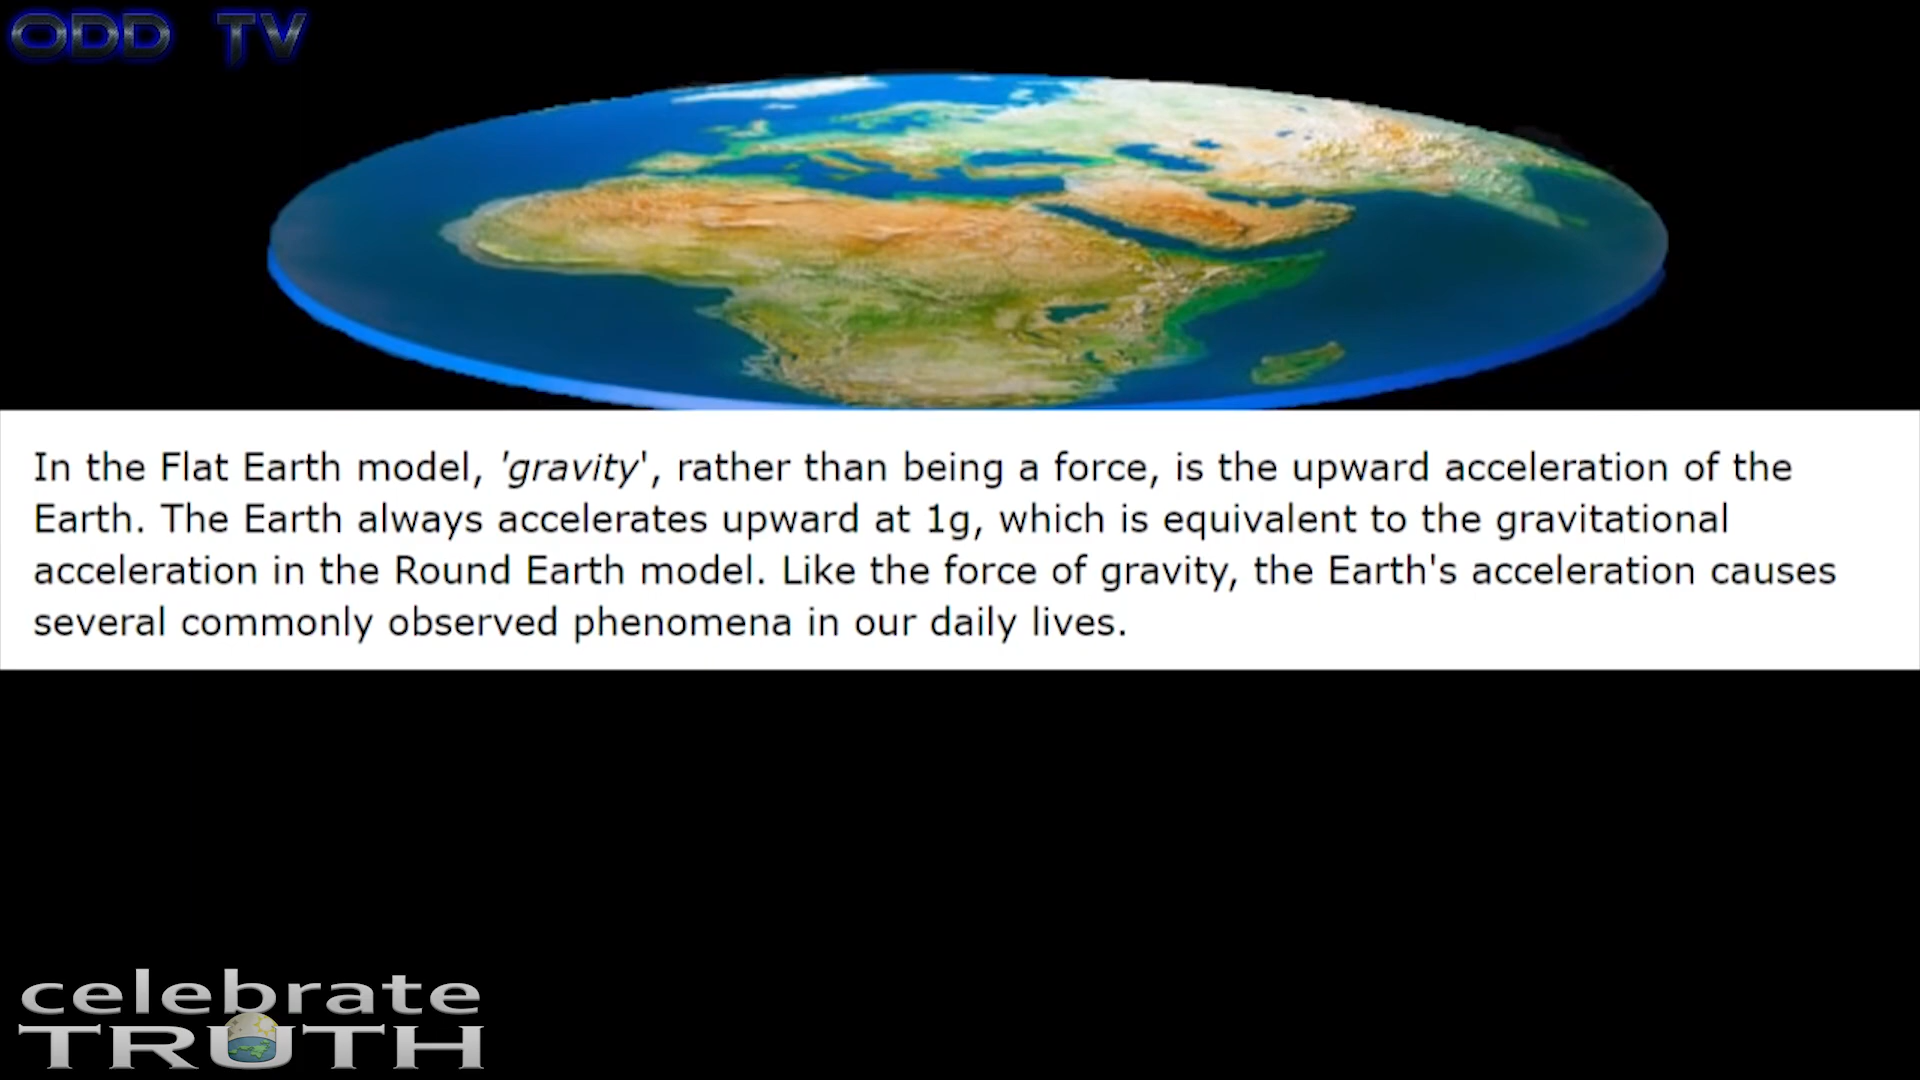 ODD TV
In the Flat Earth model, 'gravity', rather than being a force, is the upward acceleration of the
Earth. The Earth always accelerates upward at 1g, which is equivalent to the gravitational
acceleration in the Round Earth model. Like the force of gravity, the Earth's acceleration causes
several commonly observed phenomena in our daily lives.
celebrate
TRUTH